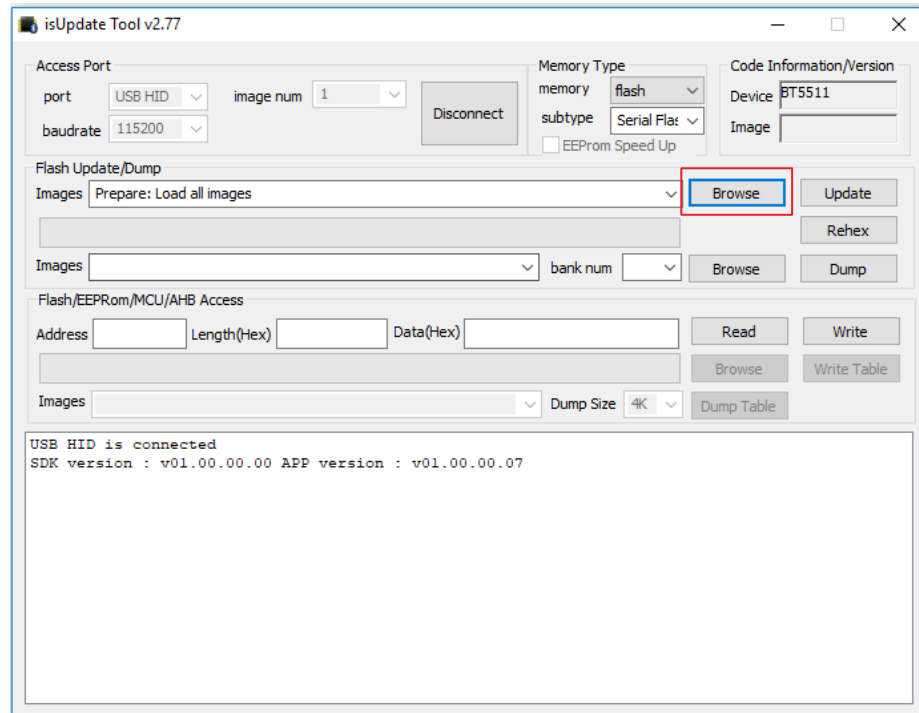 isUpdate Tool v2.77
Access Port
port USB HID image num 1
baudrate 115200
Disconnect
Memory Type
memory flash
subtype Serial Flas
EEProm Speed Up
Code Information/Version
Device BT5511
Image
Flash Update/Dump
Images Prepare: Load all images Browse Update
Rehex
Images bank num Browse Dump
Flash/EEPRom/MCU/AHB Access
Address Length(Hex) Data(Hex) Read Write
Browse Write Table
Images Dump Size 4K Dump Table
USB HID is connected
SDK version : v01.00.00.00 APP version : v01.00.00.07